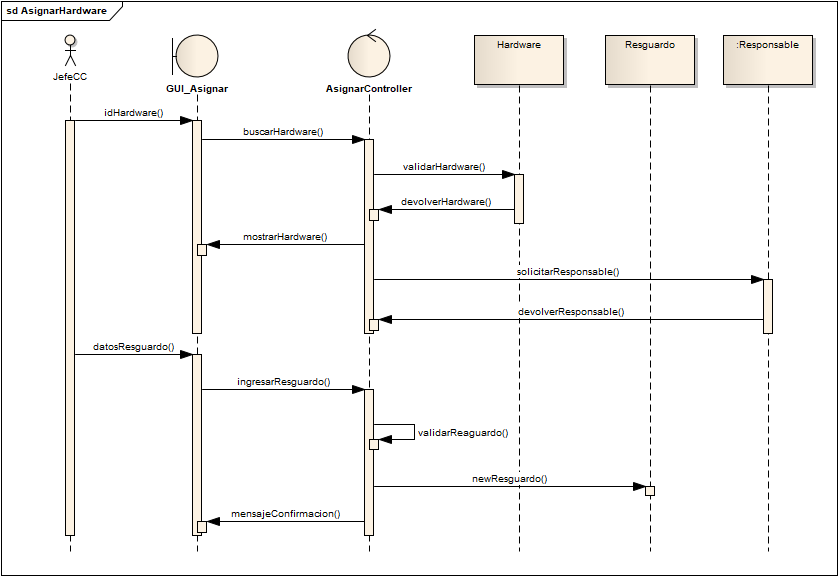 sd AsignarHardware
JefeCC
GUI_Asignar
AsignarController
Hardware
Resguardo
:Responsable
idHardware()
buscarHardware()
validarHardware()
devolverHardware()
mostrarHardware()
solicitarResponsable()
devolverResponsable()
datosResguardo()
ingresarResguardo()
validarReaguardo()
newResguardo()
mensajeConfirmacion()